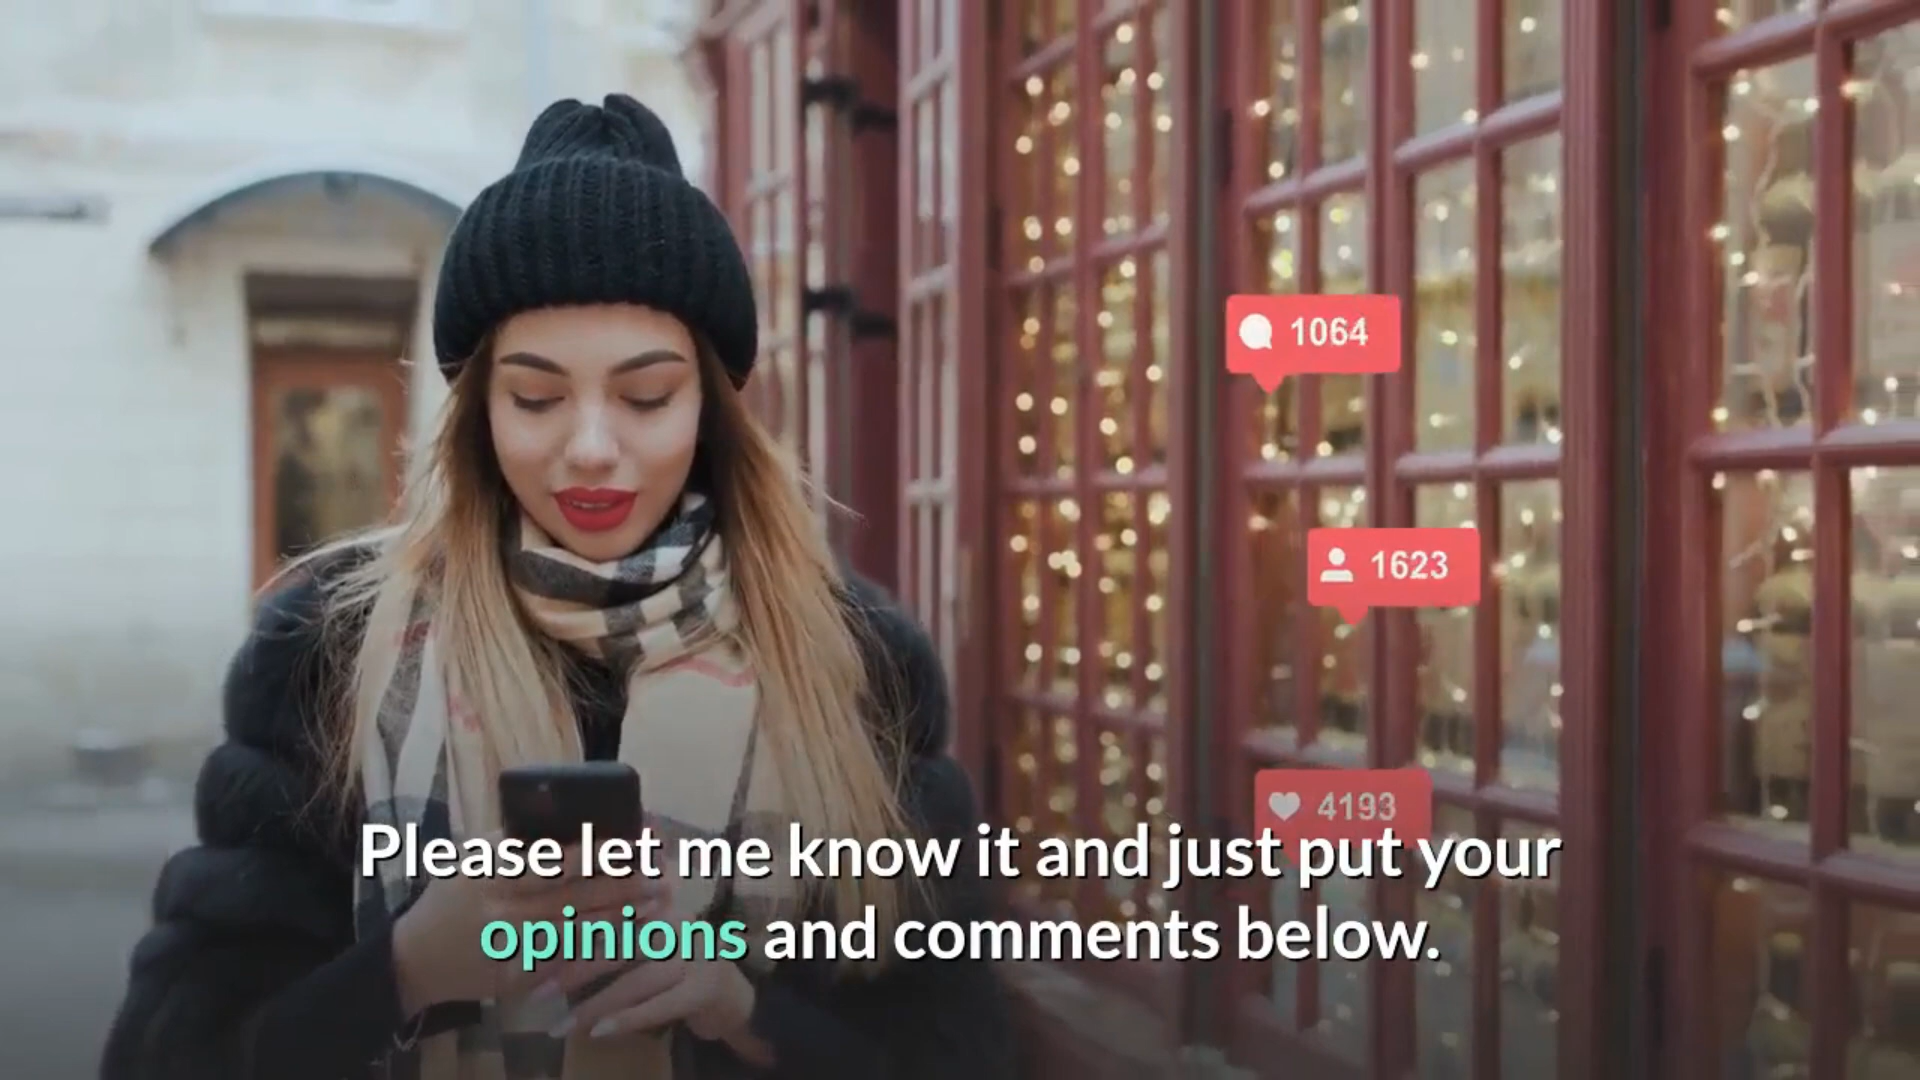 1064
1623
4193
Please let me know it and just put your
opinions and comments below.